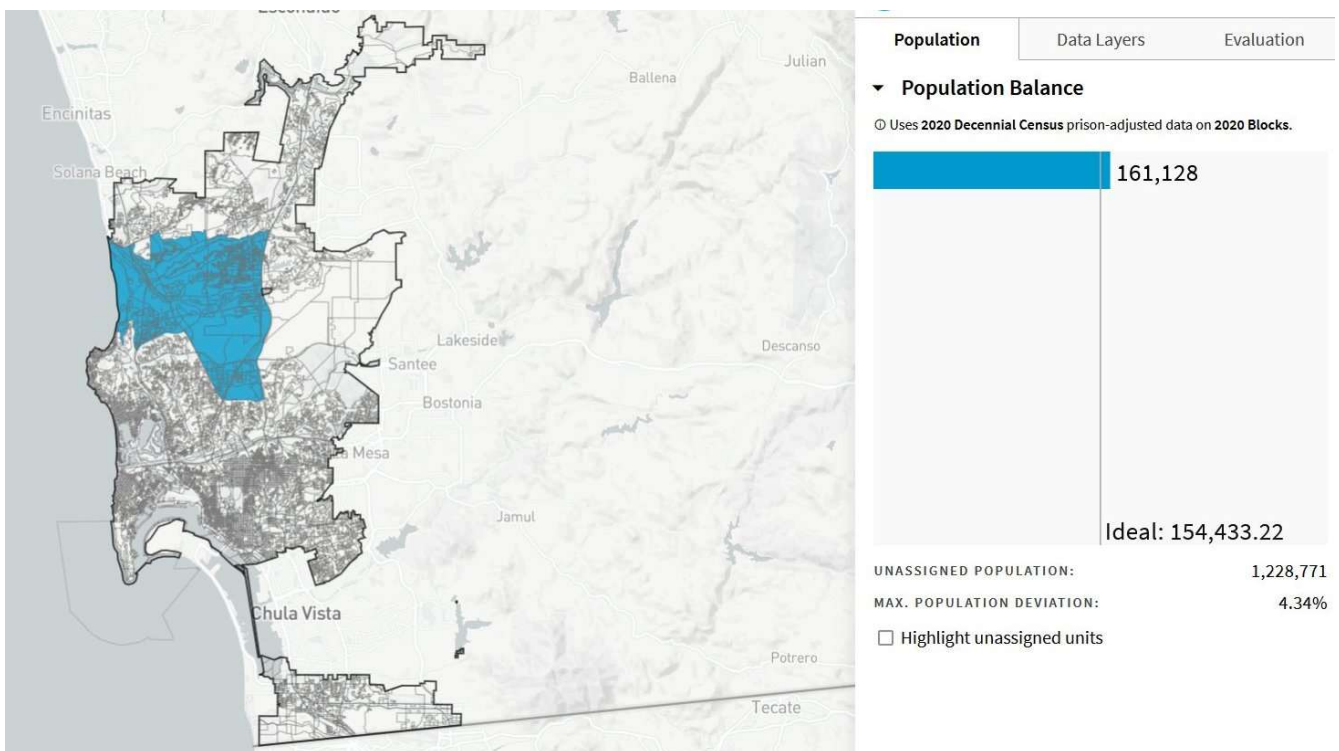 Escondido
Julian
Ballena
Encinitas
Solana Beach
Lakeside
Descanso
Santee
Bostonia
Mesa
Jamul
Chula Vista
Potrero
Tecate
Population Data Layers Evaluation
Population Balance
Uses 2020 Decennial Census prison-adjusted data on 2020 Blocks.
161,128
Ideal: 154,433.22
UNASSIGNED POPULATION: 1,228,771
MAX. POPULATION DEVIATION: 4.34%
Highlight unassigned units